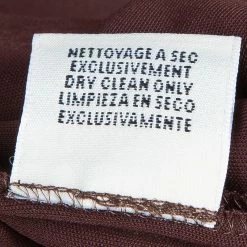 NETTOYAGE A SEC
EXCLUSIVEMENT
DRY CLEAN ONLY
LIMPIEZA EN SECO
EXCLUSIVAMENTE